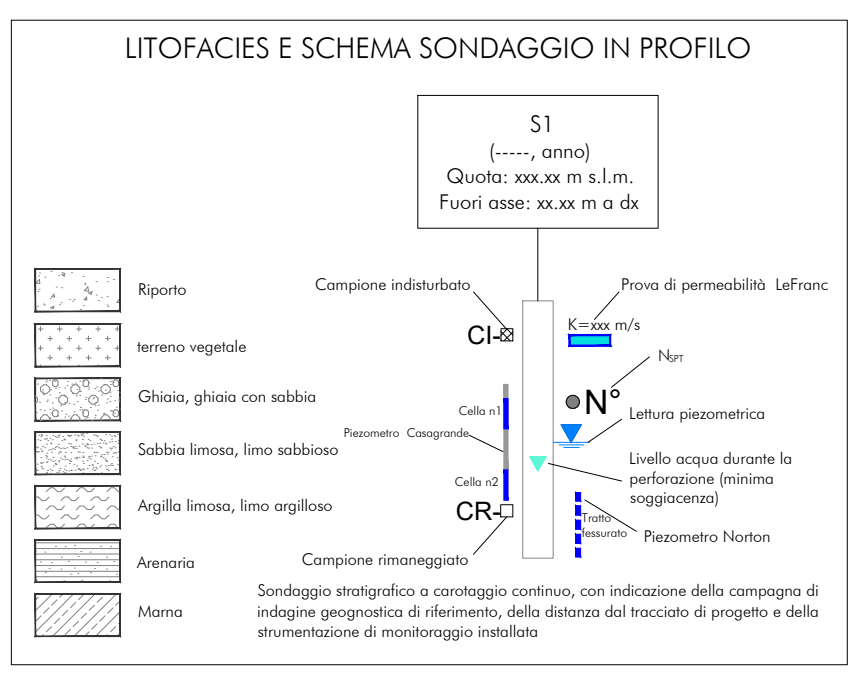 LITOFACIES E SCHEMA SONDAGGIO IN PROFILO
S1
(-----, anno)
Quota: xxx.xx m s.l.m.
Fuori asse: xx.xx m a dx
Riporto
terreno vegetale
Ghiaia, ghiaia con sabbia
Sabbia limosa, limo sabbioso
Argilla limosa, limo argilloso
Arenaria
Marna
Campione indisturbato
CI-
Cella n1
Piezometro Casagrande
Cella n2
CR-
Campione rimaneggiato
Prova di permeabilità LeFranc
K=xxx m/s
NSPT
N°
Lettura piezometrica
Livello acqua durante la
perforazione (minima
soggiacenza)
Tratto
fessurato
Piezometro Norton
Sondaggio stratigrafico a carotaggio continuo, con indicazione della campagna di
indagine geognostica di riferimento, della distanza dal tracciato di progetto e della
strumentazione di monitoraggio installata